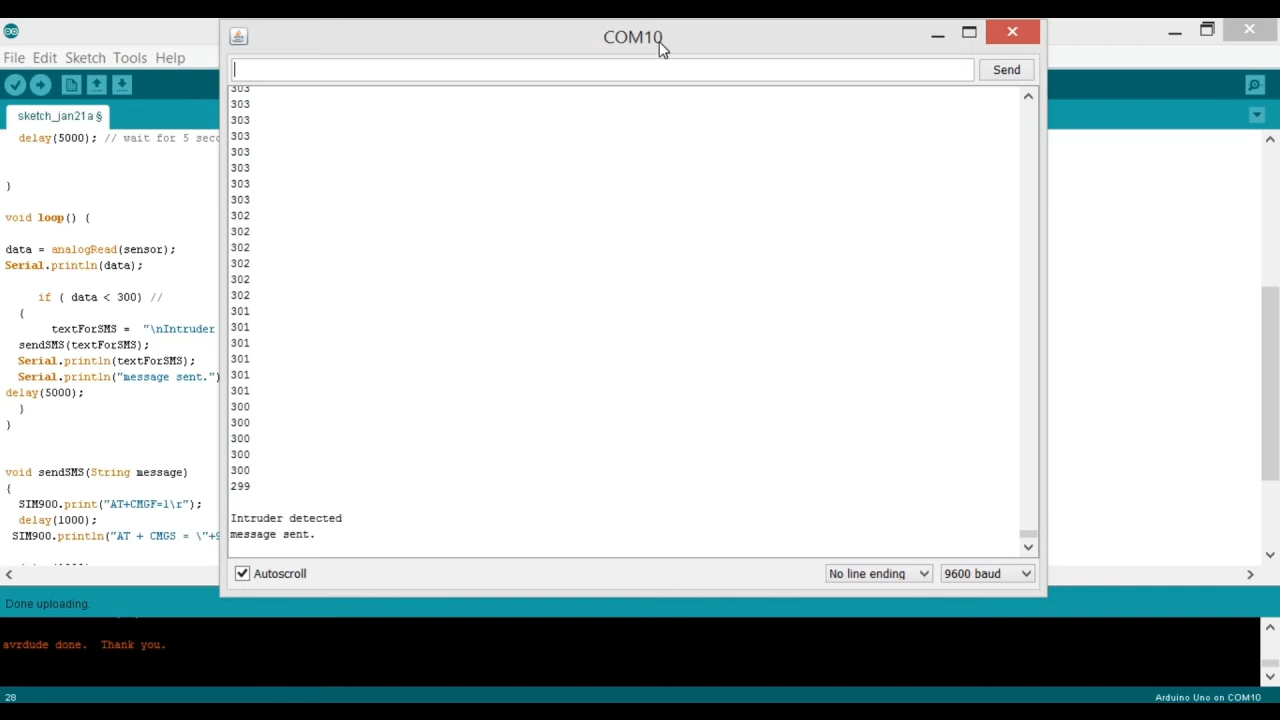 COM10
File Edit Sketch Tools Help
Send
sketch_jan21a §
delay(5000); // wait for 5 seco
}
void loop() {
data = analogRead(sensor);
Serial.println(data);
if ( data < 300) //
{
textForSMS = "\nIntruder
sendSMS(textForSMS);
Serial.println(textForSMS);
Serial.println("message sent.")
delay(5000);
}
}
void sendSMS(String message)
{
SIM900.print("AT+CMGF=1\r");
delay(1000);
SIM900.println("AT + CMGS = \"+9
303
303
303
303
303
303
303
303
302
302
302
302
302
302
301
301
301
301
301
301
300
300
300
300
300
299
Intruder detected
message sent.
Autoscroll
No line ending
9600 baud
Done uploading.
avrdude done.  Thank you.
28
Arduino Uno on COM10